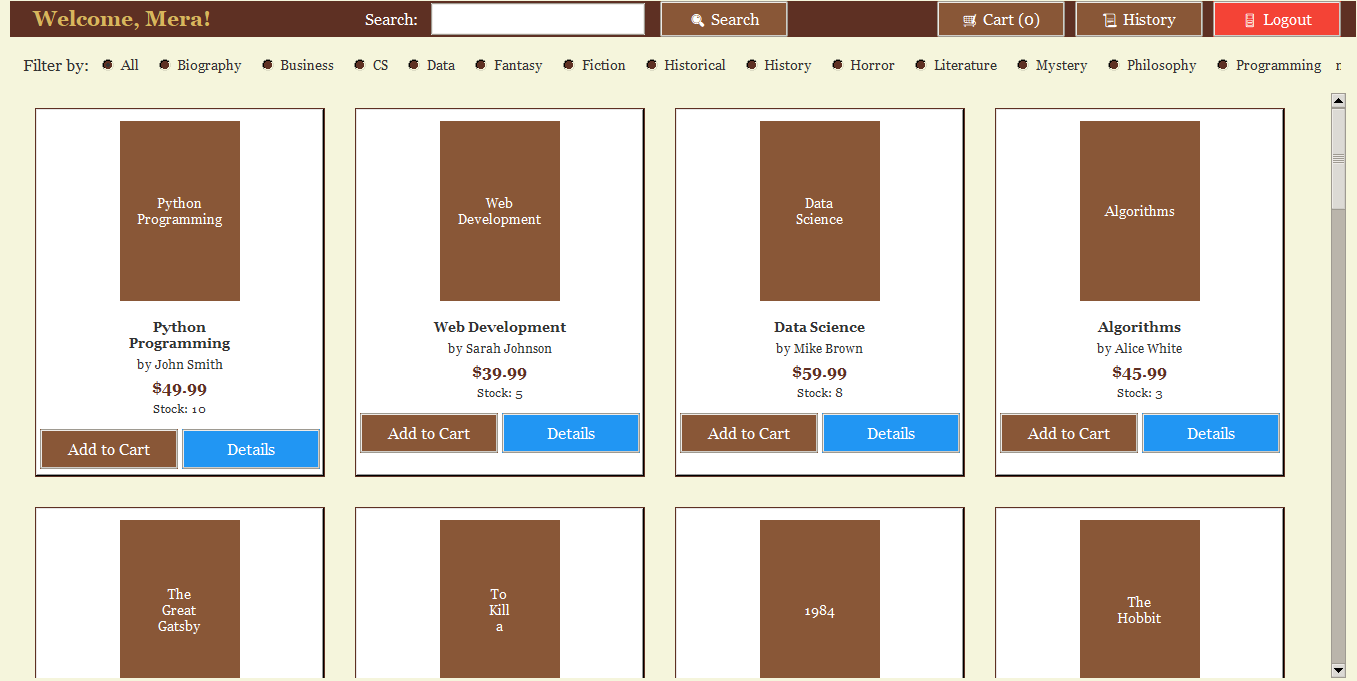 Welcome, Mera! Search: Search Cart (0) History Logout
Filter by: All Biography Business CS Data Fantasy Fiction Historical History Horror Literature Mystery Philosophy Programming
Python
Programming
Web
Development
Data
Science
Algorithms
Python
Programming
by John Smith
$49.99
Stock: 10
Add to Cart Details
Web Development
by Sarah Johnson
$39.99
Stock: 5
Add to Cart Details
Data Science
by Mike Brown
$59.99
Stock: 8
Add to Cart Details
Algorithms
by Alice White
$45.99
Stock: 3
Add to Cart Details
The
Great
Gatsby
To
Kill
a
1984
The
Hobbit